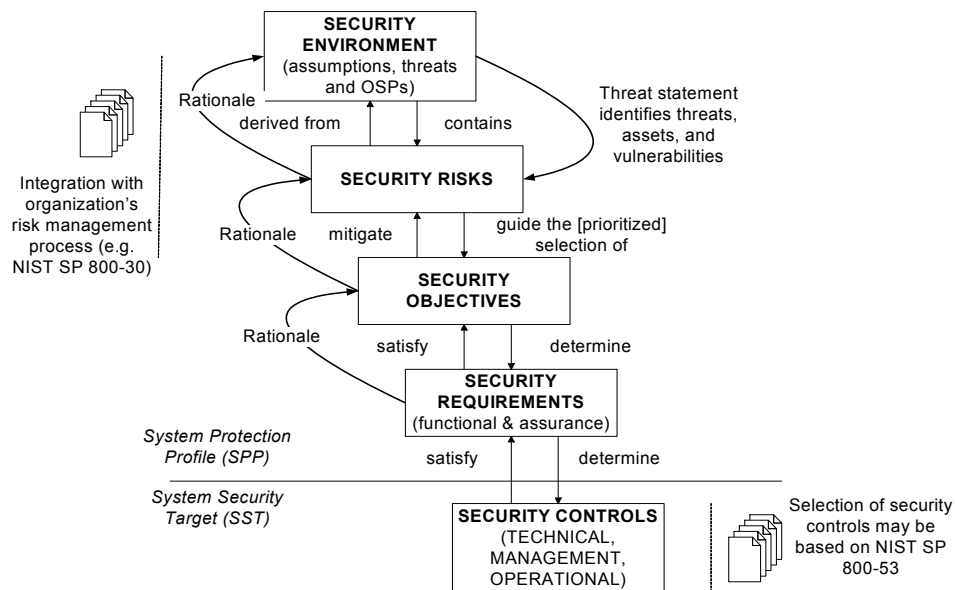 SECURITY
ENVIRONMENT
(assumptions, threats
and OSPs)
Rationale
derived from
contains
Threat statement
identifies threats,
assets, and
vulnerabilities
SECURITY RISKS
Integration with
organization's
risk management
process (e.g.
NIST SP 800-30)
Rationale
mitigate
guide the [prioritized]
selection of
SECURITY
OBJECTIVES
Rationale
satisfy
determine
SECURITY
REQUIREMENTS
(functional & assurance)
System Protection
Profile (SPP)
satisfy
determine
System Security
Target (SST)
SECURITY CONTROLS
(TECHNICAL,
MANAGEMENT,
OPERATIONAL)
Selection of security
controls may be
based on NIST SP
800-53